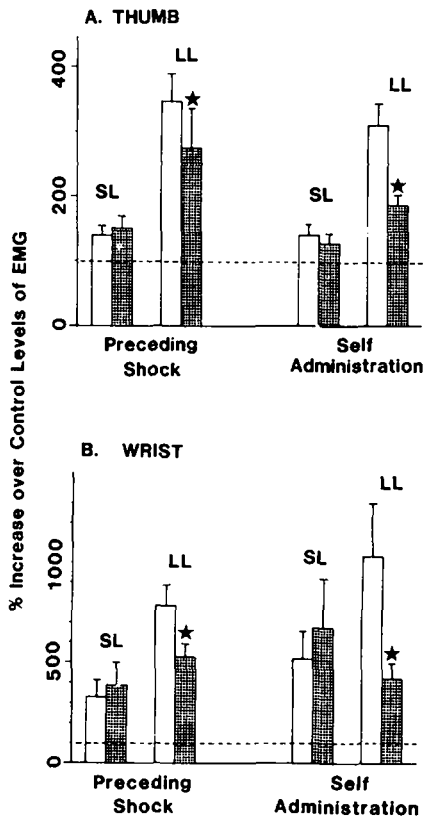 A. THUMB
% Increase over Control Levels of EMG
400
200
0
SL
LL
SL
LL
Preceding
Shock
Self
Administration
B. WRIST
1000
500
0
SL
LL
SL
LL
Preceding
Shock
Self
Administration